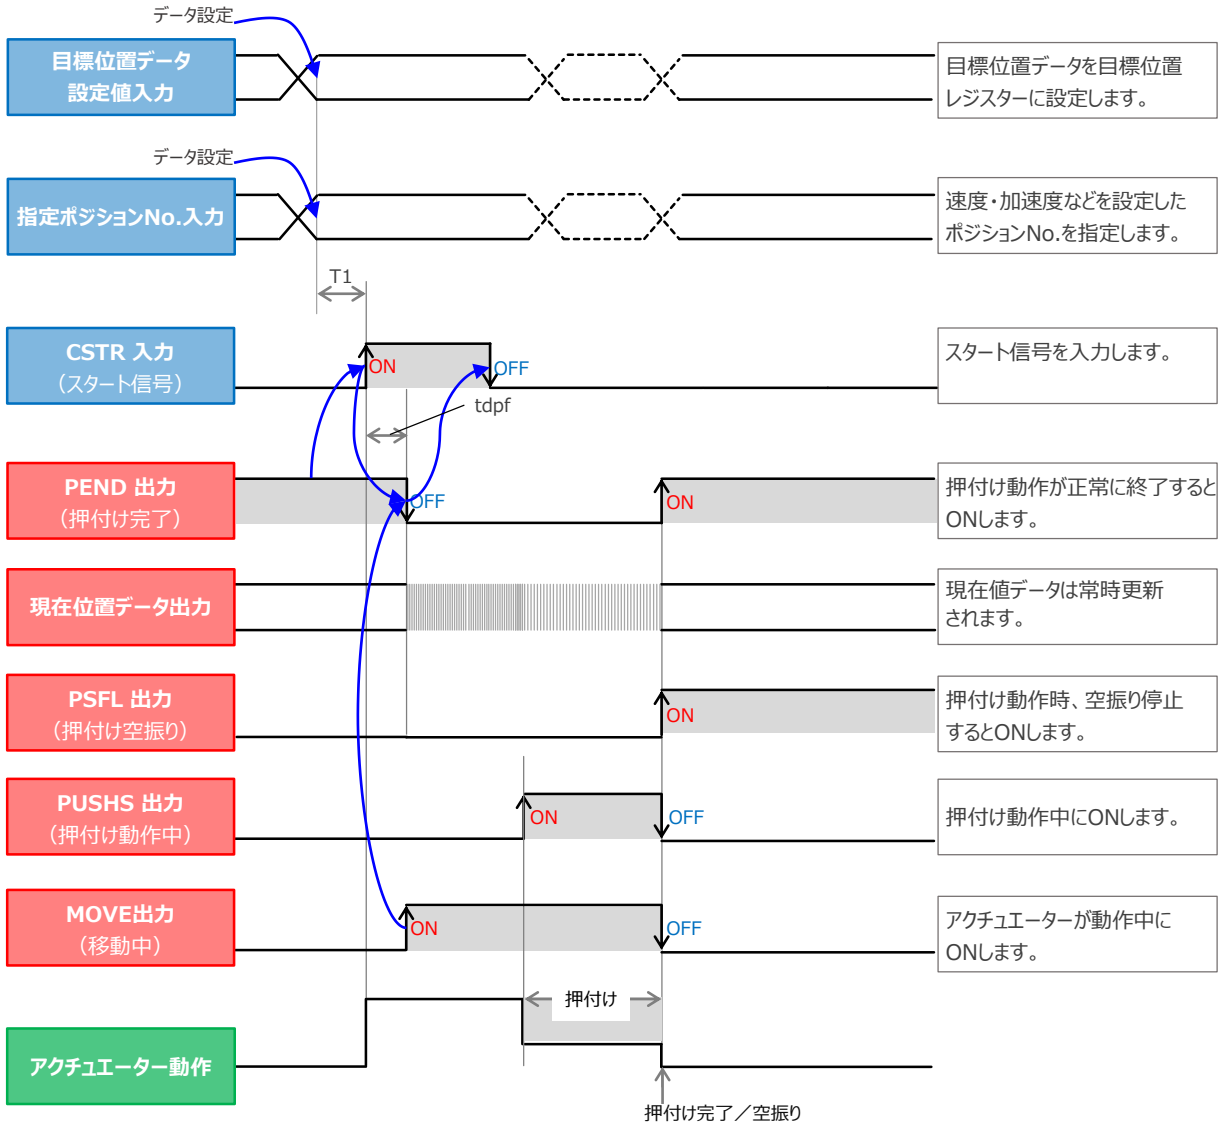 データ設定
目標位置データ
設定値入力
目標位置データを目標位置
レジスターに設定します。
データ設定
指定ポジションNo.入力
速度・加速度などを設定した
ポジションNo.を指定します。
T1
CSTR 入力
（スタート信号）
ON
OFF
スタート信号を入力します。
tdpf
PEND 出力
（押付け完了）
OFF
ON
押付け動作が正常に終了すると
ONします。
現在位置データ出力
現在値データは常時更新
されます。
PSFL 出力
（押付け空振り）
ON
押付け動作時、空振り停止
するとONします。
PUSHS 出力
（押付け動作中）
ON
OFF
押付け動作中にONします。
MOVE出力
（移動中）
ON
OFF
アクチュエーターが動作中に
ONします。
押付け
アクチュエーター動作
押付け完了／空振り